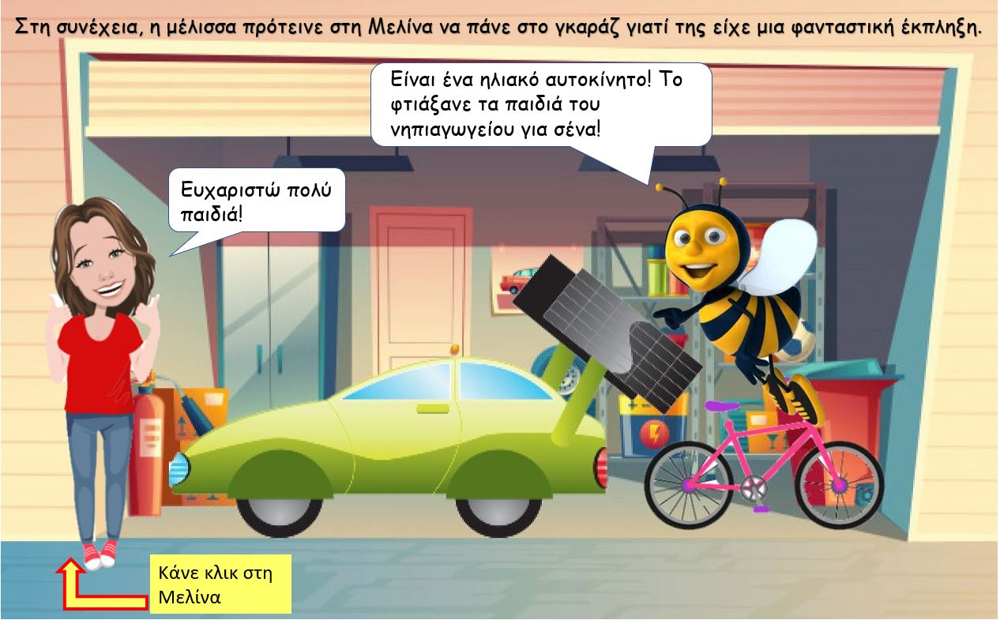 Στη συνέχεια, η μέλισσα πρότεινε στη Μελίνα να πάνε στο γκαράζ γιατί της είχε μια φανταστική έκπληξη.
Είναι ένα ηλιακό αυτοκίνητο! Το
φτιάξανε τα παιδιά του
νηπιαγωγείου για σένα!
Ευχαριστώ πολύ
παιδιά!
Κάνε κλικ στη
Μελίνα